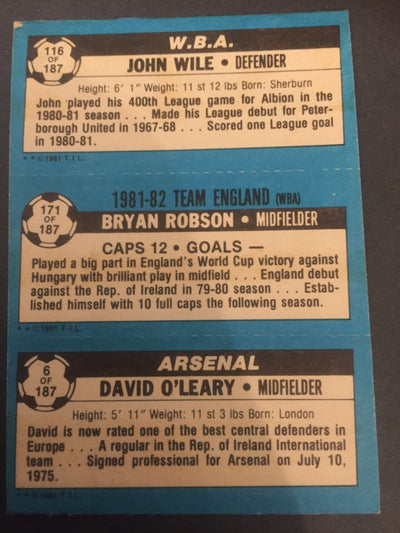 116
OF
187
W.B.A.
JOHN WILE • DEFENDER
Height: 6' 1" Weight: 11 st 12 lbs Born: Sherburn
John played his 400th League game for Albion in the
1980-81 season . . . Made his League debut for Peter-
borough United in 1967-68 . . . Scored one League goal
in 1980-81.
* * © 1981 T.I.L.
171
OF
187
1981-82 TEAM ENGLAND (WBA)
BRYAN ROBSON • MIDFIELDER
CAPS 12 • GOALS —
Played a big part in England's World Cup victory against
Hungary with brilliant play in midfield . . . England debut
against the Rep. of Ireland in 79-80 season . . . Estab-
lished himself with 10 full caps the following season.
* * © 1981 T.I.L.
6
OF
187
ARSENAL
DAVID O'LEARY • MIDFIELDER
Height: 5' 11" Weight: 11 st 3 lbs Born: London
David is now rated one of the best central defenders in
Europe . . . A regular in the Rep. of Ireland International
team . . . Signed professional for Arsenal on July 10,
1975.
* * © 1981 T.I.L.